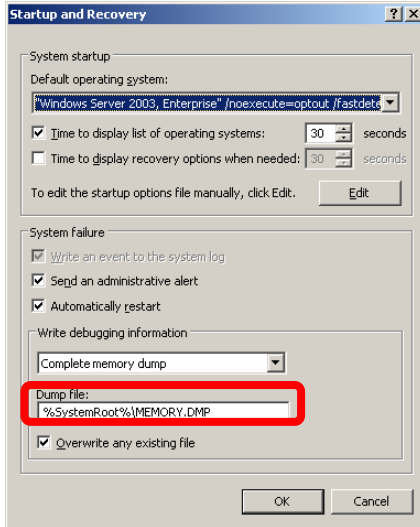 Startup and Recovery
System startup
Default operating system:
"Windows Server 2003, Enterprise" /noexecute=optout /fastdete
Time to display list of operating systems: 30 seconds
Time to display recovery options when needed: 30 seconds
To edit the startup options file manually, click Edit. Edit
System failure
Write an event to the system log
Send an administrative alert
Automatically restart
Write debugging information
Complete memory dump
Dump file:
%SystemRoot%\MEMORY.DMP
Overwrite any existing file
OK Cancel